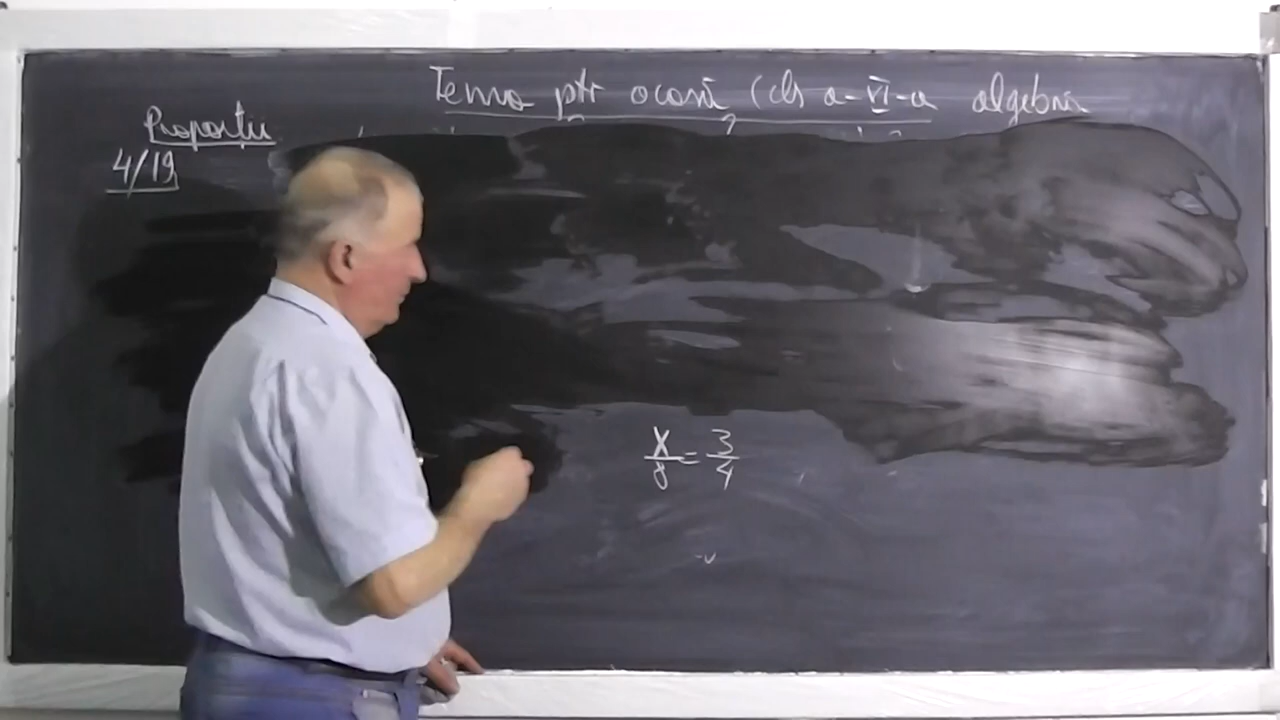 Tema ptr acasă (cls a-VI-a algebra
Proporții
4/19
x/8 = 3/4